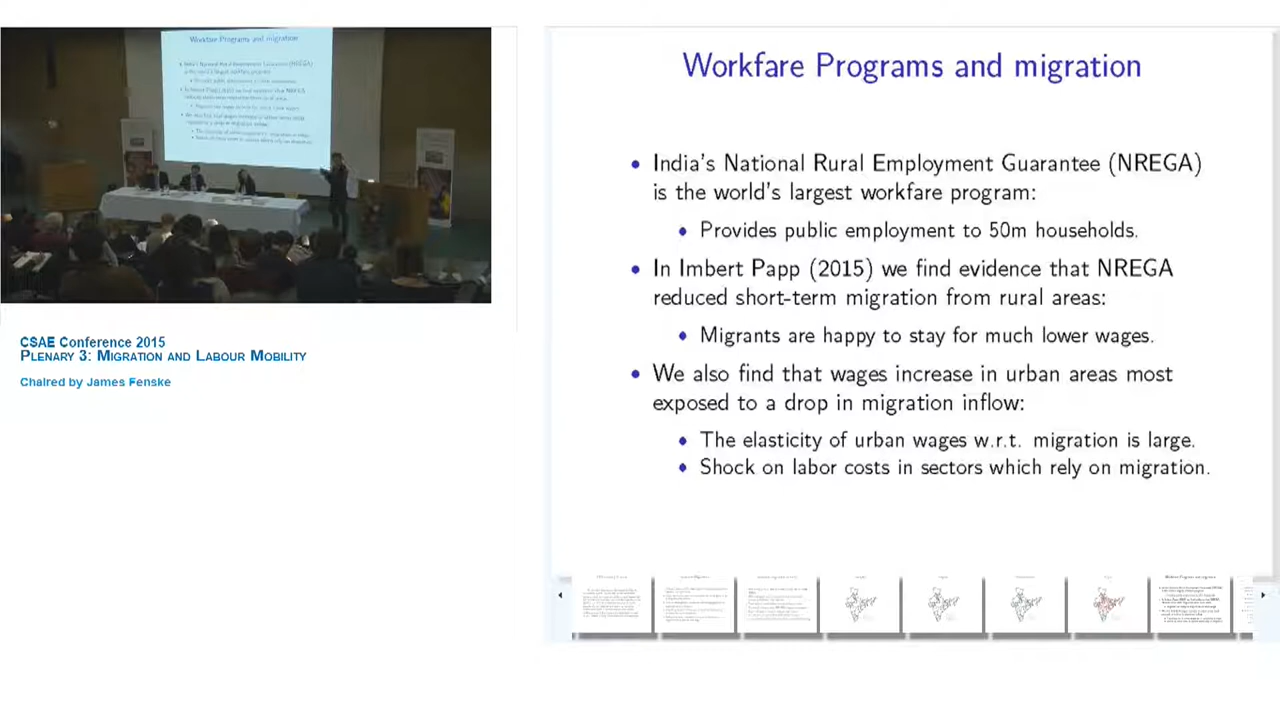 Workfare Programs and migration
CSAE Conference 2015
PLENARY 3: MIGRATION AND LABOUR MOBILITY
Chaired by James Fenske
Workfare Programs and migration
• India's National Rural Employment Guarantee (NREGA)
is the world's largest workfare program:
• Provides public employment to 50m households.
• In Imbert Papp (2015) we find evidence that NREGA
reduced short-term migration from rural areas:
• Migrants are happy to stay for much lower wages.
• We also find that wages increase in urban areas most
exposed to a drop in migration inflow:
• The elasticity of urban wages w.r.t. migration is large.
• Shock on labor costs in sectors which rely on migration.